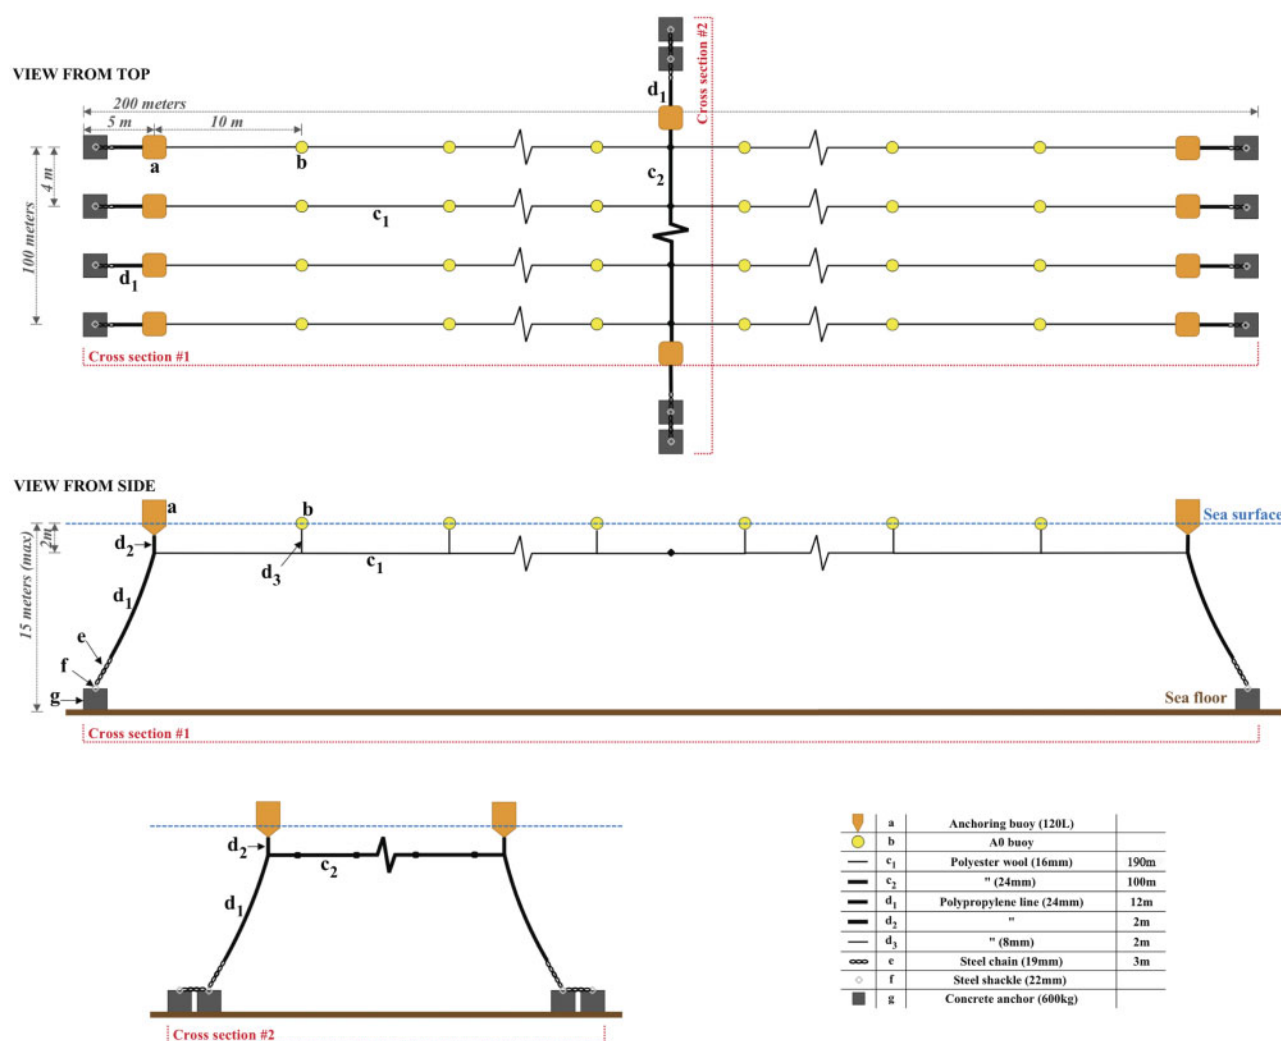 VIEW FROM TOP
200 meters
5 m
10 m
4 m
100 meters
a
b
c1
d1
d1
c2
Cross section #2
Cross section #1
VIEW FROM SIDE
a
b
Sea surface
2m
15 meters (max)
d2
d3
c1
d1
e
f
g
Sea floor
Cross section #1
d2
c2
d1
Cross section #2
a Anchoring buoy (120L)
b A0 buoy
c1 Polyester wool (16mm) 190m
c2 " (24mm) 100m
d1 Polypropylene line (24mm) 12m
d2 " 2m
d3 " (8mm) 2m
e Steel chain (19mm) 3m
f Steel shackle (22mm)
g Concrete anchor (600kg)